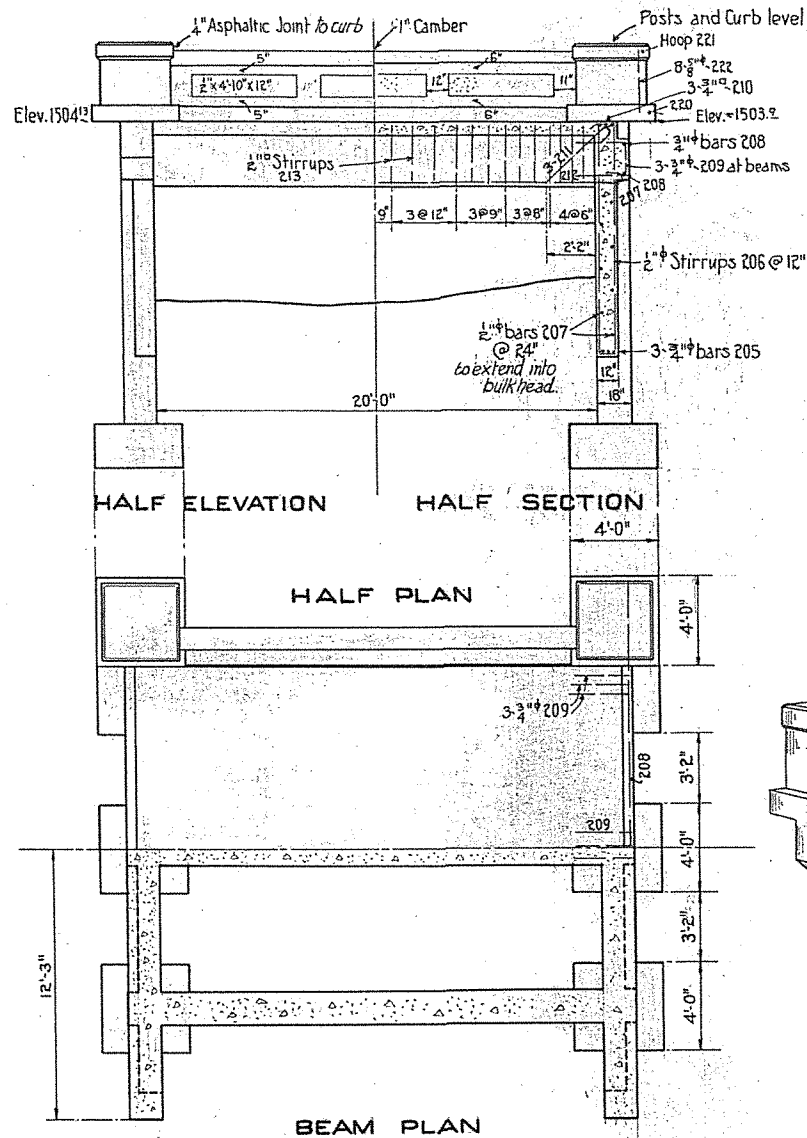 1/4" Asphaltic Joint to curb
1" Camber
Posts and Curb level
Hoop 221
8-5/8"ϕ-222
3-3/4"□-210
220
Elev. 1504.13
Elev.-1503.9
5"
6"
1/2"x4'-10"x12"
11"
12"
11"
5"
6"
1/2"□ Stirrups
213
3-211
212
3/4"ϕ bars 208
3-3/4"ϕ-209 at beams
208
207
9"
3@12"
3@9"
3@8"
4@6"
2'-2"
1/2"ϕ Stirrups 206 @ 12"
1/2"ϕ bars 207
@ 24"
to extend into
bulkhead.
3-3/4"ϕ bars 205
12"
18"
20'-0"
HALF ELEVATION
HALF SECTION
4'-0"
HALF PLAN
4'-0"
3-3/4"ϕ 209
208
3'-2"
209
4'-0"
3'-2"
4'-0"
12'-3"
BEAM PLAN